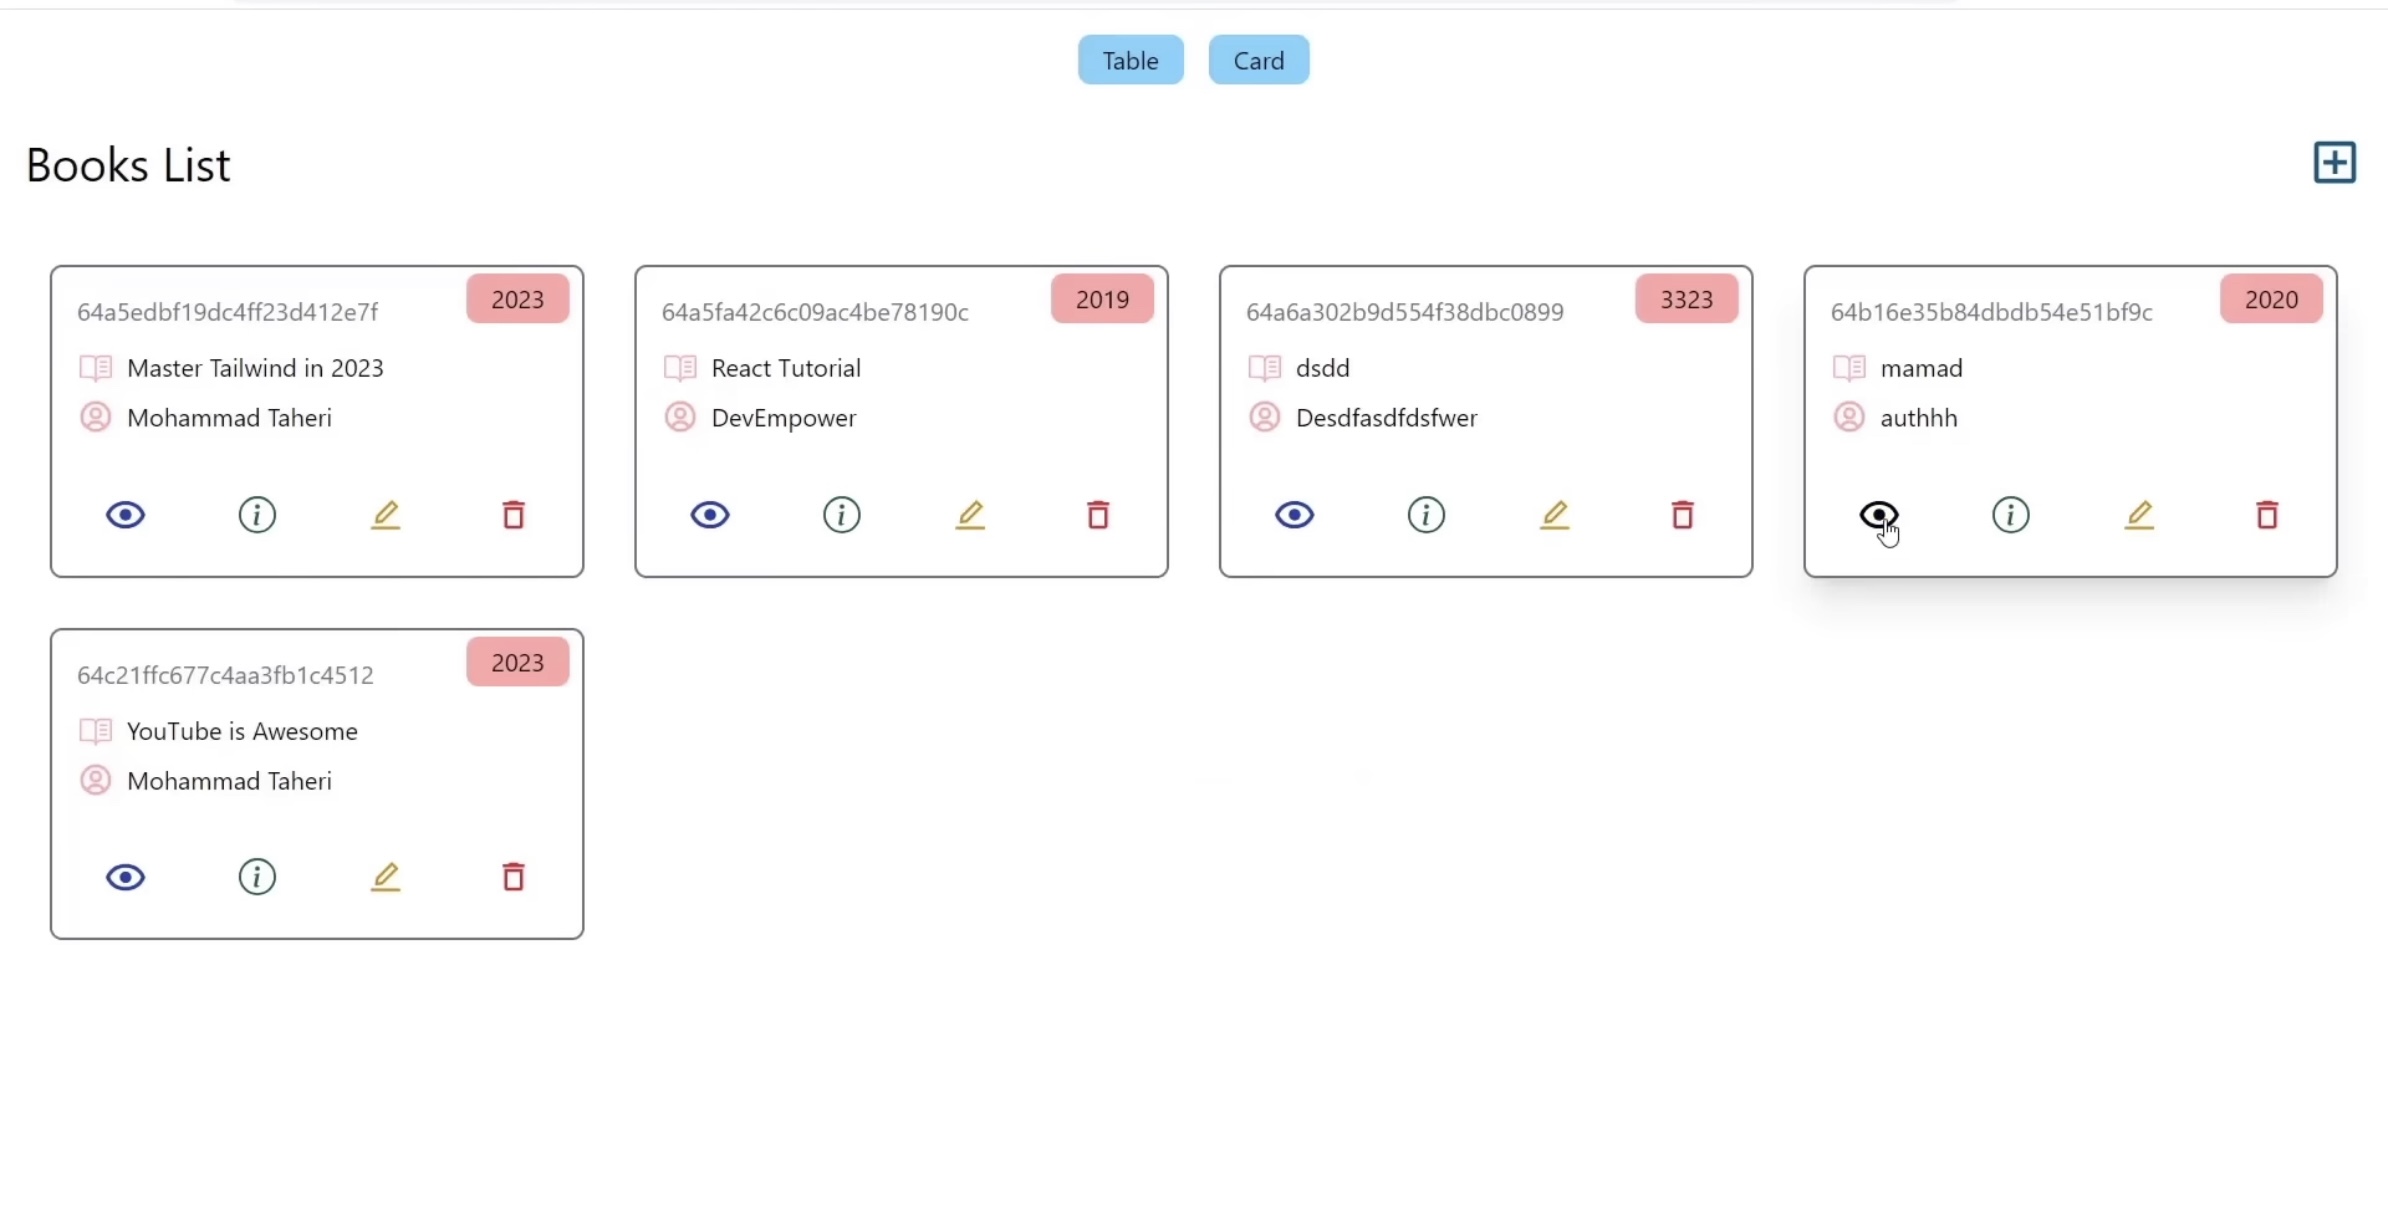 Table
Card
Books List
64a5edbf19dc4ff23d412e7f
2023
Master Tailwind in 2023
Mohammad Taheri
64a5fa42c6c09ac4be78190c
2019
React Tutorial
DevEmpower
64a6a302b9d554f38dbc0899
3323
dsdd
Desdfasdfdsfwer
64b16e35b84dbdb54e51bf9c
2020
mamad
authhh
64c21ffc677c4aa3fb1c4512
2023
YouTube is Awesome
Mohammad Taheri